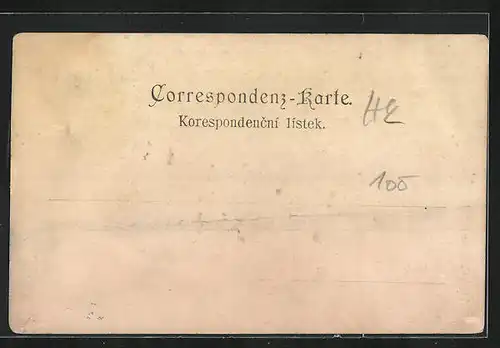 Correspondenz-Karte.
Korespondenční lístek.
HE
100